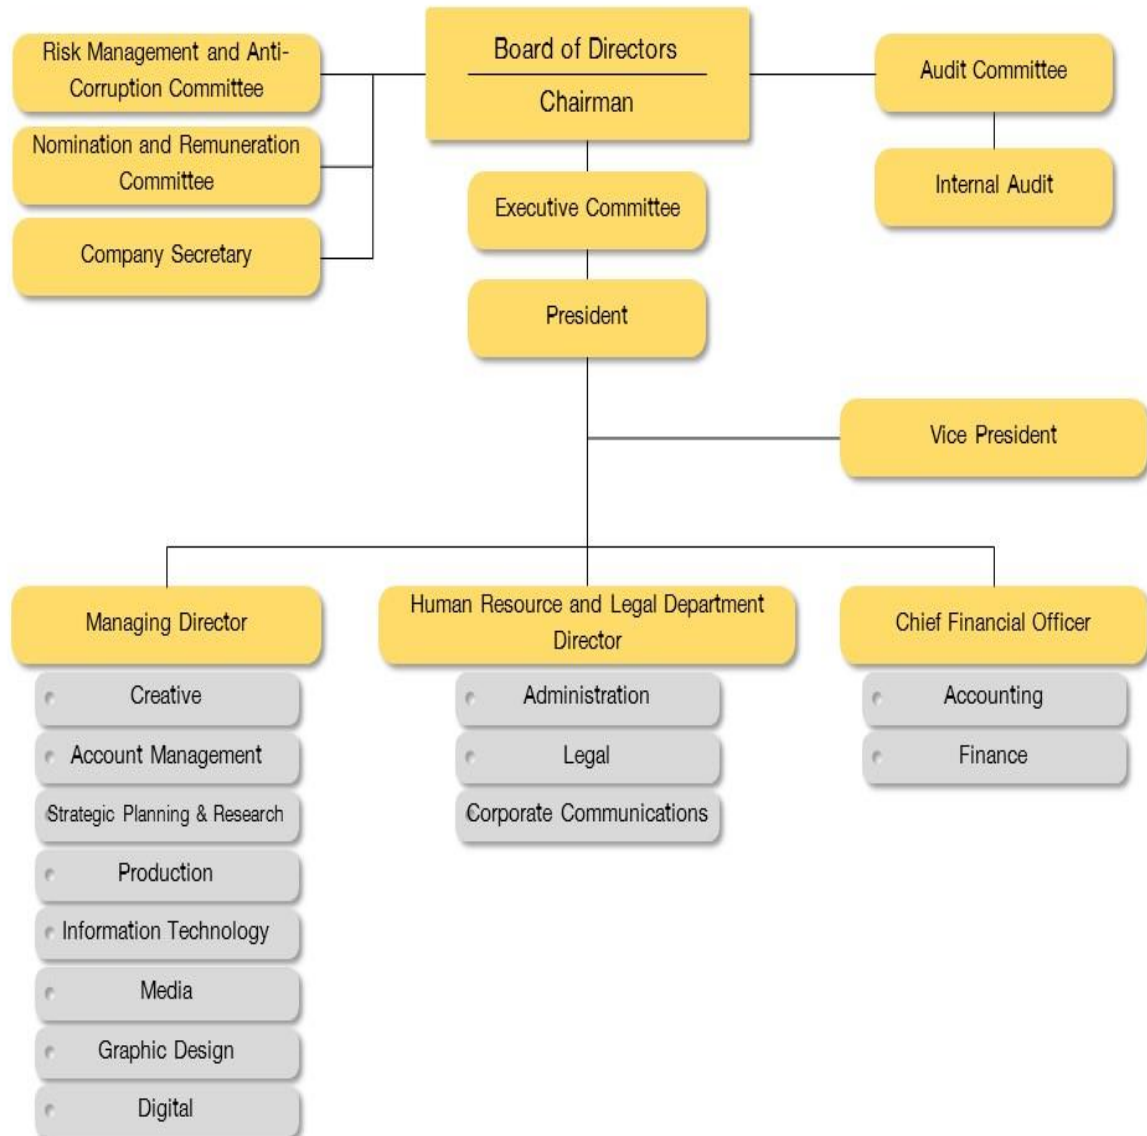 Risk Management and Anti-
Corruption Committee
Nomination and Remuneration
Committee
Company Secretary
Board of Directors
Chairman
Executive Committee
President
Audit Committee
Internal Audit
Vice President
Managing Director
Creative
Account Management
Strategic Planning & Research
Production
Information Technology
Media
Graphic Design
Digital
Human Resource and Legal Department
Director
Administration
Legal
Corporate Communications
Chief Financial Officer
Accounting
Finance